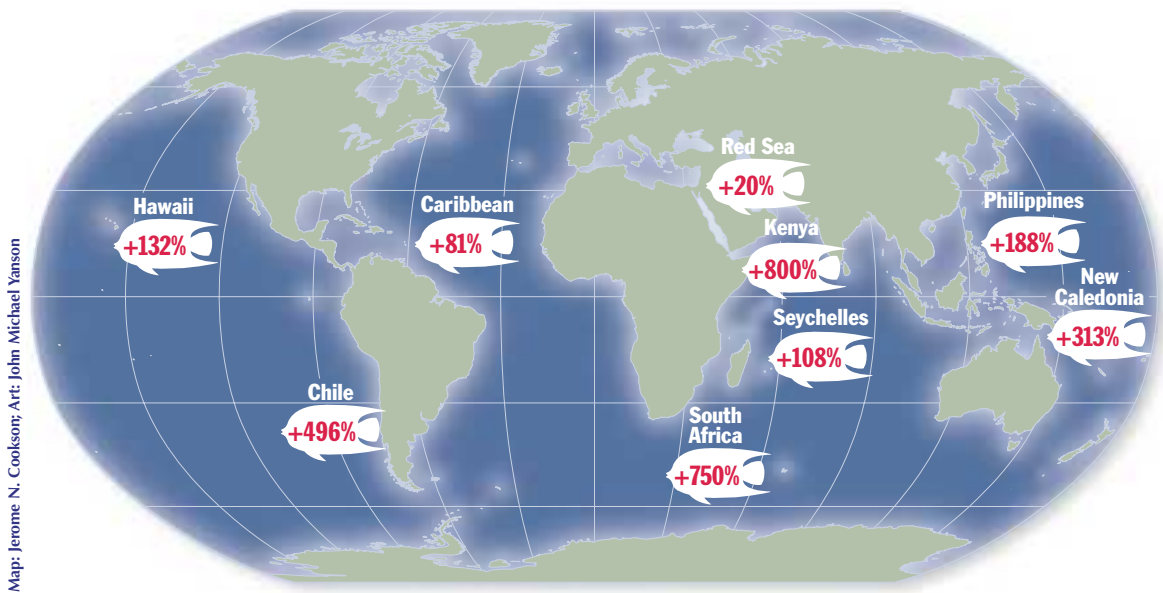 Red Sea
+20%
Hawaii
+132%
Caribbean
+81%
Philippines
+188%
Kenya
+800%
New
Caledonia
+313%
Seychelles
+108%
Chile
+496%
South
Africa
+750%
Map: Jerome N. Cookson; Art: John Michael Yanson